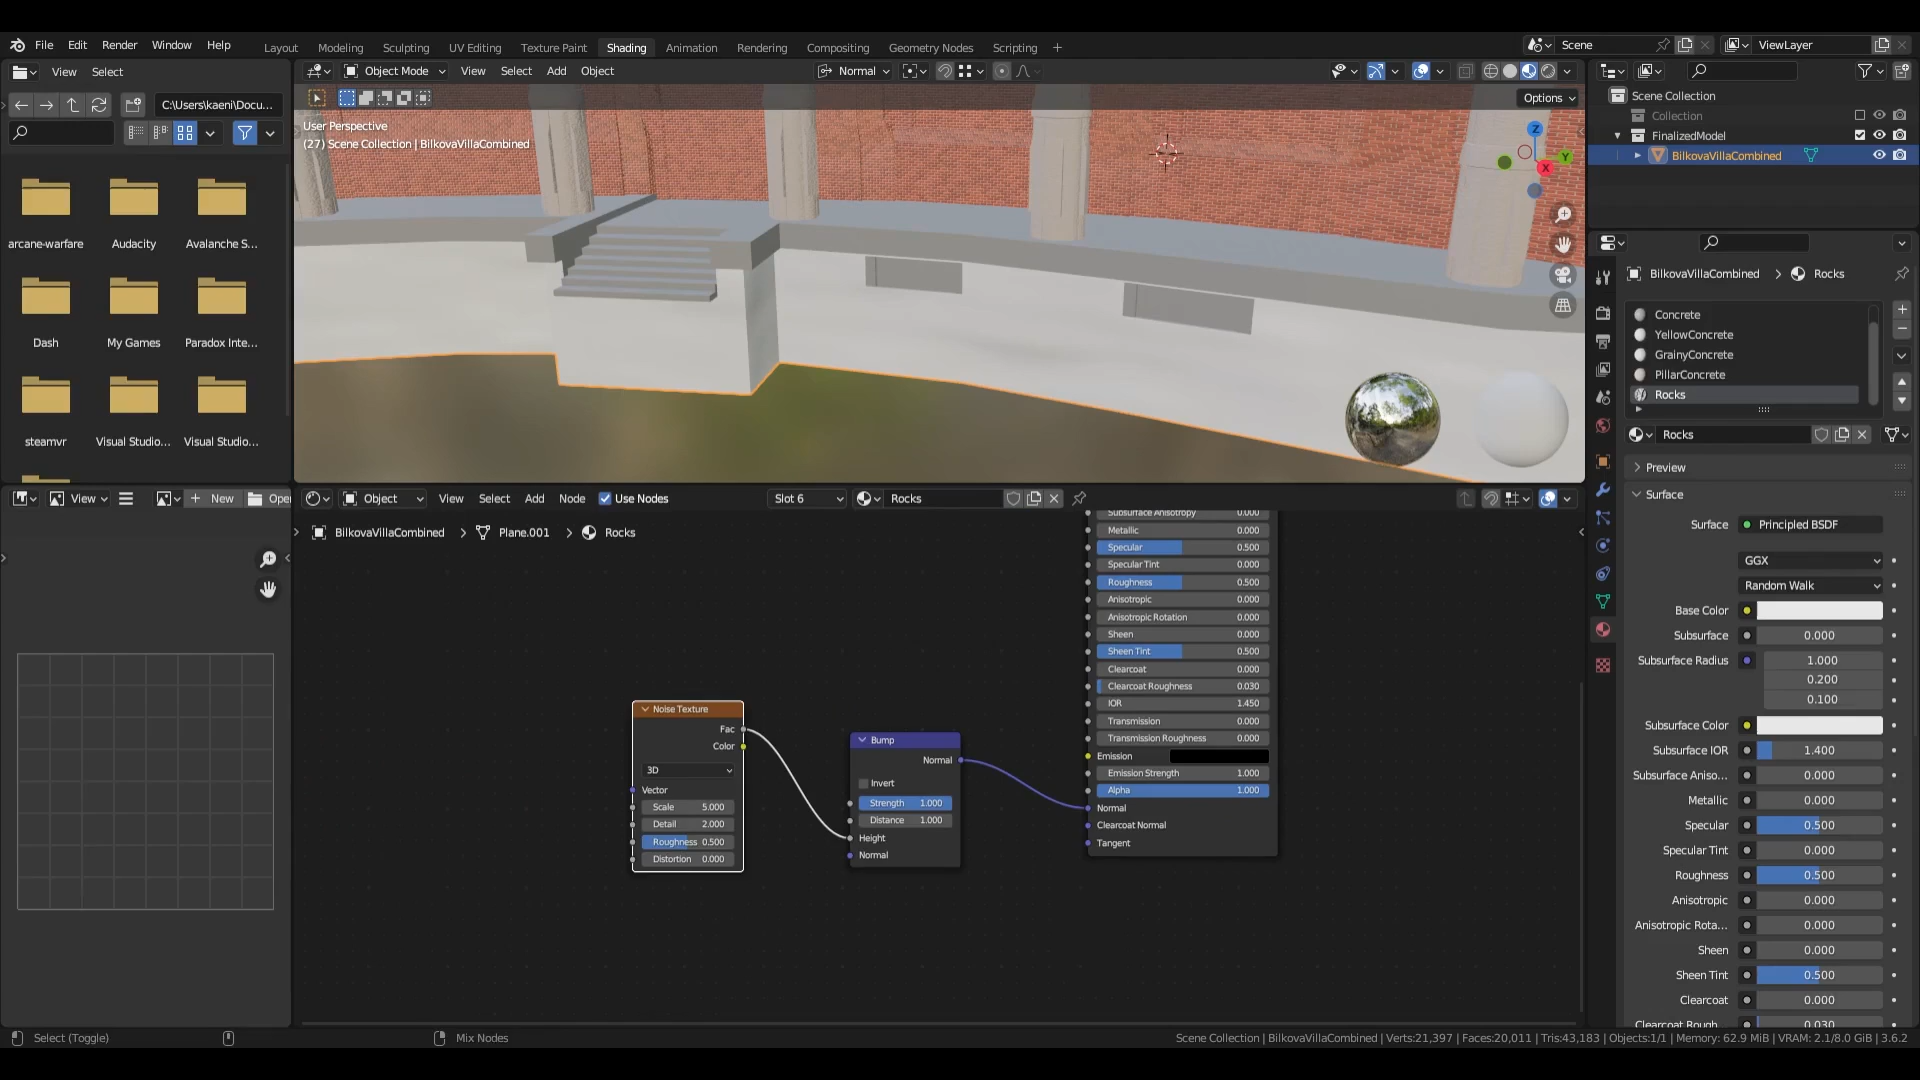 File Edit Render Window Help
Layout Modeling Sculpting UV Editing Texture Paint Shading Animation Rendering Compositing Geometry Nodes Scripting +
Scene
ViewLayer
View Select
C:\Users\kaeni\Docu...
arcane-warfare Audacity Avalanche S...
Dash My Games Paradox Inte...
steamvr Visual Studio... Visual Studio...
Object Mode View Select Add Object
Normal
Options
User Perspective
(27) Scene Collection | BilkovaVillaCombined
Z
Y
X
Scene Collection
Collection
FinalizedModel
BilkovaVillaCombined
View + New Open
Object View Select Add Node Use Nodes
Slot 6
Rocks
BilkovaVillaCombined > Plane.001 > Rocks
Noise Texture
Fac
Color
3D
Vector
Scale 5.000
Detail 2.000
Roughness 0.500
Distortion 0.000
Bump
Normal
Invert
Strength 1.000
Distance 1.000
Height
Normal
Subsurface Anisotropy 0.000
Metallic 0.000
Specular 0.500
Specular Tint 0.000
Roughness 0.500
Anisotropic 0.000
Anisotropic Rotation 0.000
Sheen 0.000
Sheen Tint 0.500
Clearcoat 0.000
Clearcoat Roughness 0.030
IOR 1.450
Transmission 0.000
Transmission Roughness 0.000
Emission
Emission Strength 1.000
Alpha 1.000
Normal
Clearcoat Normal
Tangent
BilkovaVillaCombined > Rocks
Concrete
YellowConcrete
GrainyConcrete
PillarConcrete
Rocks
Rocks
Preview
Surface
Surface Principled BSDF
GGX
Random Walk
Base Color
Subsurface 0.000
Subsurface Radius 1.000
0.200
0.100
Subsurface Color
Subsurface IOR 1.400
Subsurface Aniso... 0.000
Metallic 0.000
Specular 0.500
Specular Tint 0.000
Roughness 0.500
Anisotropic 0.000
Anisotropic Rota... 0.000
Sheen 0.000
Sheen Tint 0.500
Clearcoat 0.000
Clearcoat Rough... 0.030
Select (Toggle)
Mix Nodes
Scene Collection | BilkovaVillaCombined | Verts:21,397 | Faces:20,011 | Tris:43,183 | Objects:1/1 | Memory: 62.9 MiB | VRAM: 2.1/8.0 GiB | 3.6.2